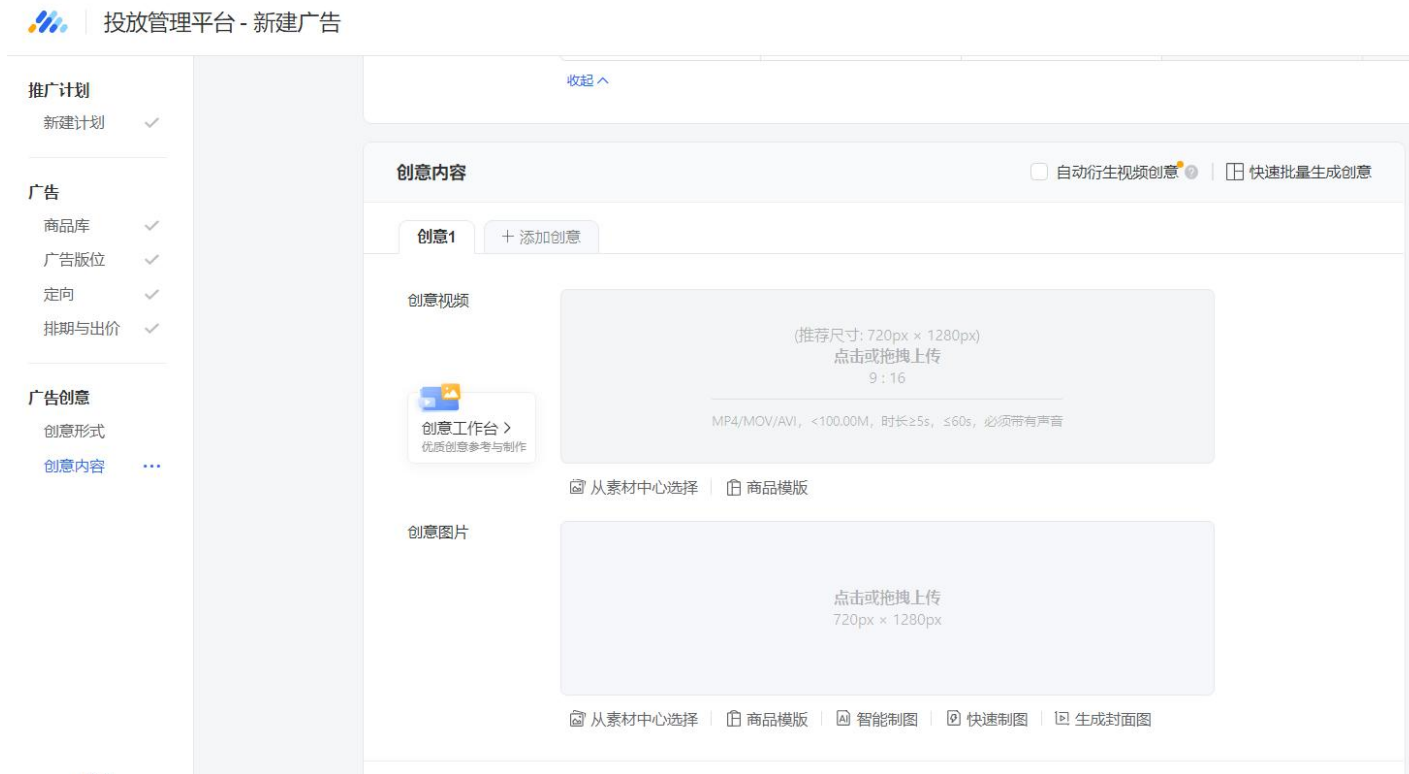 投放管理平台 - 新建广告
推广计划
新建计划
广告
商品库
广告版位
定向
排期与出价
广告创意
创意形式
创意内容
收起
创意内容
自动衍生视频创意 ? 快速批量生成创意
创意1 + 添加创意
创意视频
(推荐尺寸: 720px × 1280px)
点击或拖拽上传
9 : 16
MP4/MOV/AVI，<100.00M，时长≥5s，≤60s，必须带有声音
创意工作台 >
优质创意参考与制作
从素材中心选择 商品模版
创意图片
点击或拖拽上传
720px × 1280px
从素材中心选择 商品模版 AI 智能制图 快速制图 生成封面图